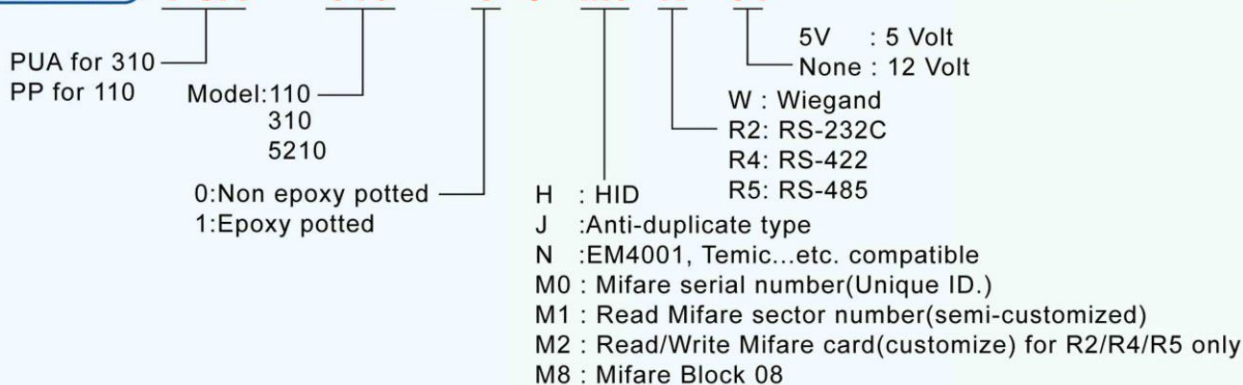 5V : 5 Volt
None : 12 Volt
PUA for 310
PP for 110
Model:110
310
5210
W : Wiegand
R2: RS-232C
R4: RS-422
R5: RS-485
0:Non epoxy potted
1:Epoxy potted
H : HID
J :Anti-duplicate type
N :EM4001, Temic...etc. compatible
M0 : Mifare serial number(Unique ID.)
M1 : Read Mifare sector number(semi-customized)
M2 : Read/Write Mifare card(customize) for R2/R4/R5 only
M8 : Mifare Block 08